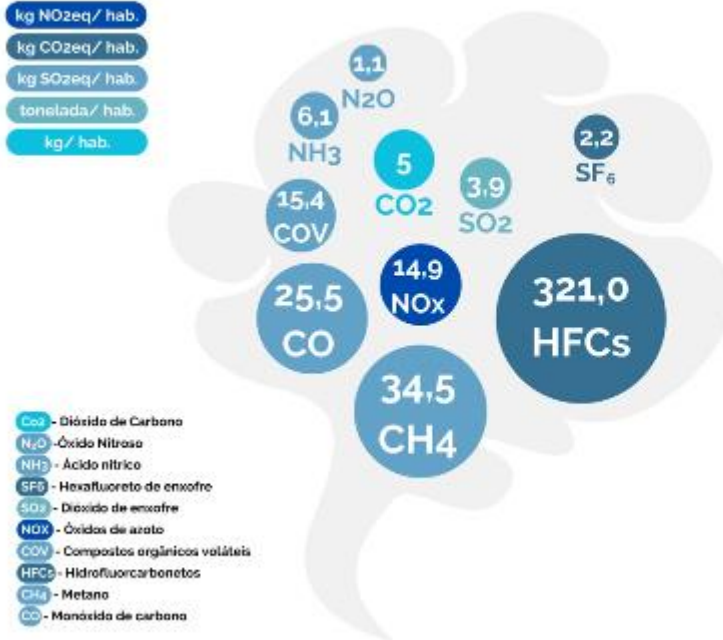 kg NO2eq/ hab.
kg CO2eq/ hab.
kg SO2eq/ hab.
tonelada/ hab.
kg/ hab.
1,1
N2O
6,1
NH3
5
CO2
3,9
SO2
2,2
SF6
15,4
COV
14,9
NOx
25,5
CO
321,0
HFCs
34,5
CH4
Co2 - Dióxido de Carbono
N2O -Óxido Nitroso
NH3 - Ácido nítrico
SF6 - Hexafluoreto de enxofre
SO2 - Dióxido de enxofre
NOX - Óxidos de azoto
COV - Compostos orgânicos voláteis
HFCs - Hidrofluorcarbonetos
CH4 - Metano
CO - Monóxido de carbono